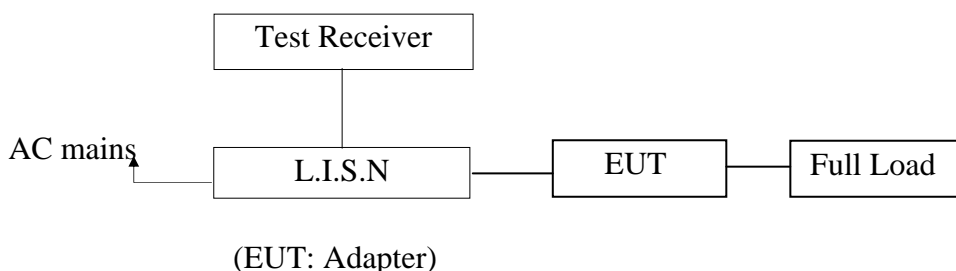 Test Receiver
AC mains
L.I.S.N
EUT
Full Load
(EUT: Adapter)